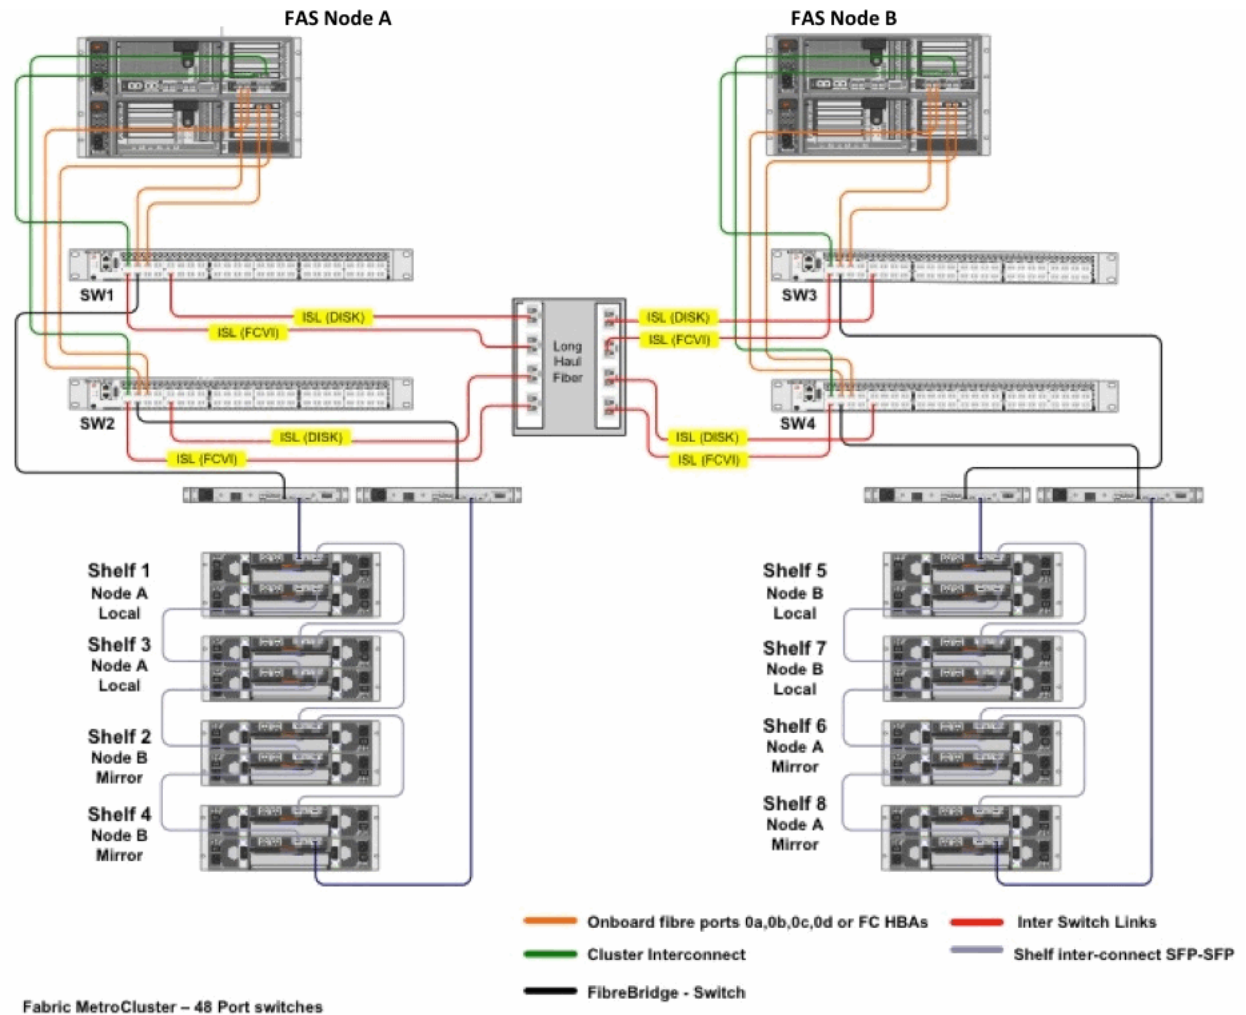 FAS Node A
FAS Node B
SW1
SW3
ISL (DISK)
ISL (FCVI)
Long
Haul
Fiber
ISL (DISK)
ISL (FCVI)
SW2
SW4
ISL (DISK)
ISL (FCVI)
ISL (DISK)
ISL (FCVI)
Shelf 1
Node A
Local
Shelf 3
Node A
Local
Shelf 2
Node B
Mirror
Shelf 4
Node B
Mirror
Shelf 5
Node B
Local
Shelf 7
Node B
Local
Shelf 6
Node A
Mirror
Shelf 8
Node A
Mirror
Onboard fibre ports 0a,0b,0c,0d or FC HBAs
Inter Switch Links
Cluster Interconnect
Shelf inter-connect SFP-SFP
FibreBridge - Switch
Fabric MetroCluster – 48 Port switches